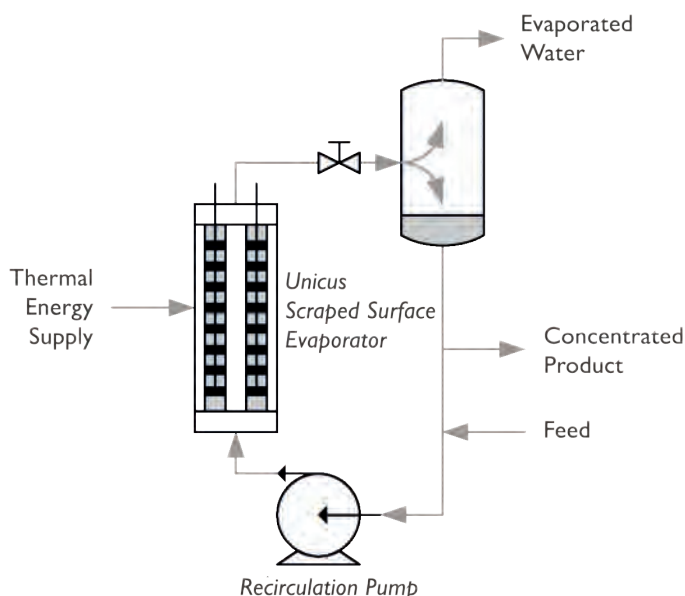 Evaporated
Water
Thermal
Energy
Supply
Unicus
Scraped Surface
Evaporator
Concentrated
Product
Feed
Recirculation Pump